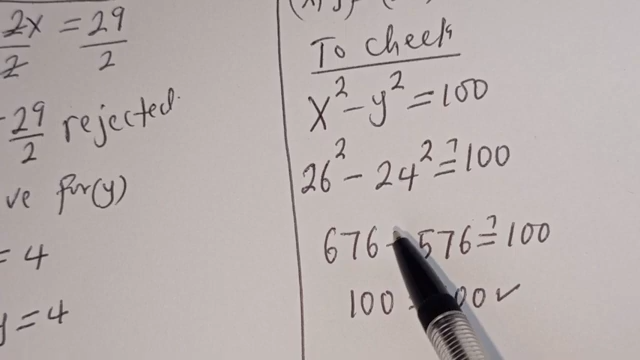 2x = 29
2 2
29/2 rejected.
ve for(y)
= 4
y = 4
To check
x² - y² = 100
26² - 24² ?= 100
676 - 576 ?= 100
100 = 100 ✓